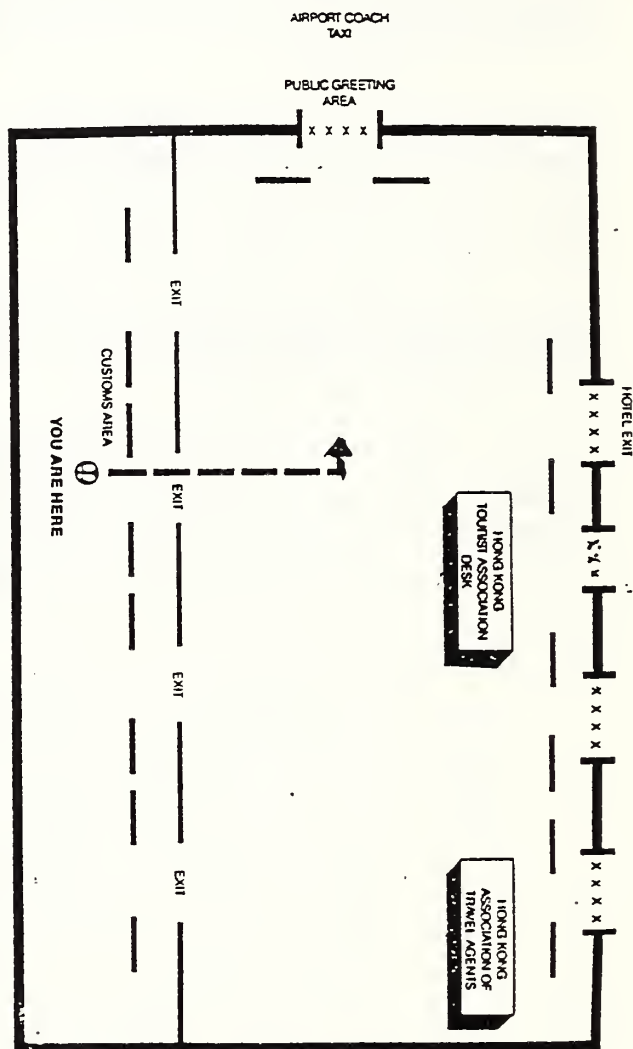 AIRPORT COACH
TAXI
PUBLIC GREETING
AREA
x x x x
HOTEL EXIT
x x x x
x x x x
x x x x
HONG KONG
TOURIST ASSOCIATION
DESK
HONG KONG
ASSOCIATION OF
TRAVEL AGENTS
EXIT
EXIT
EXIT
EXIT
CUSTOMS AREA
YOU ARE HERE